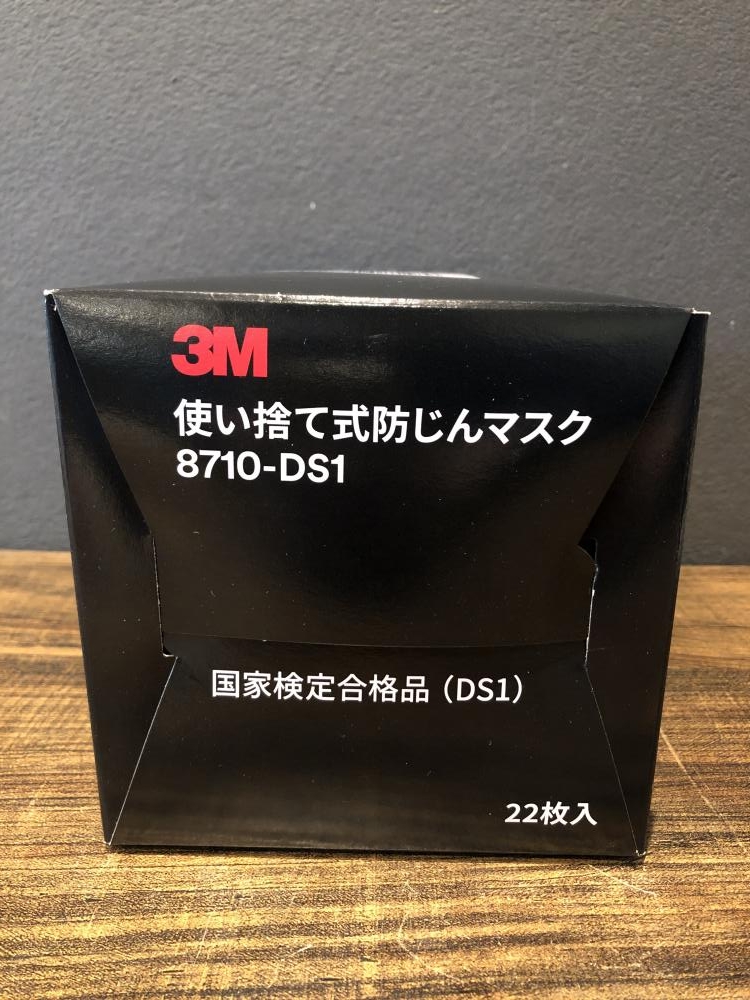 3M
使い捨て式防じんマスク
8710-DS1
国家検定合格品（DS1）
22枚入